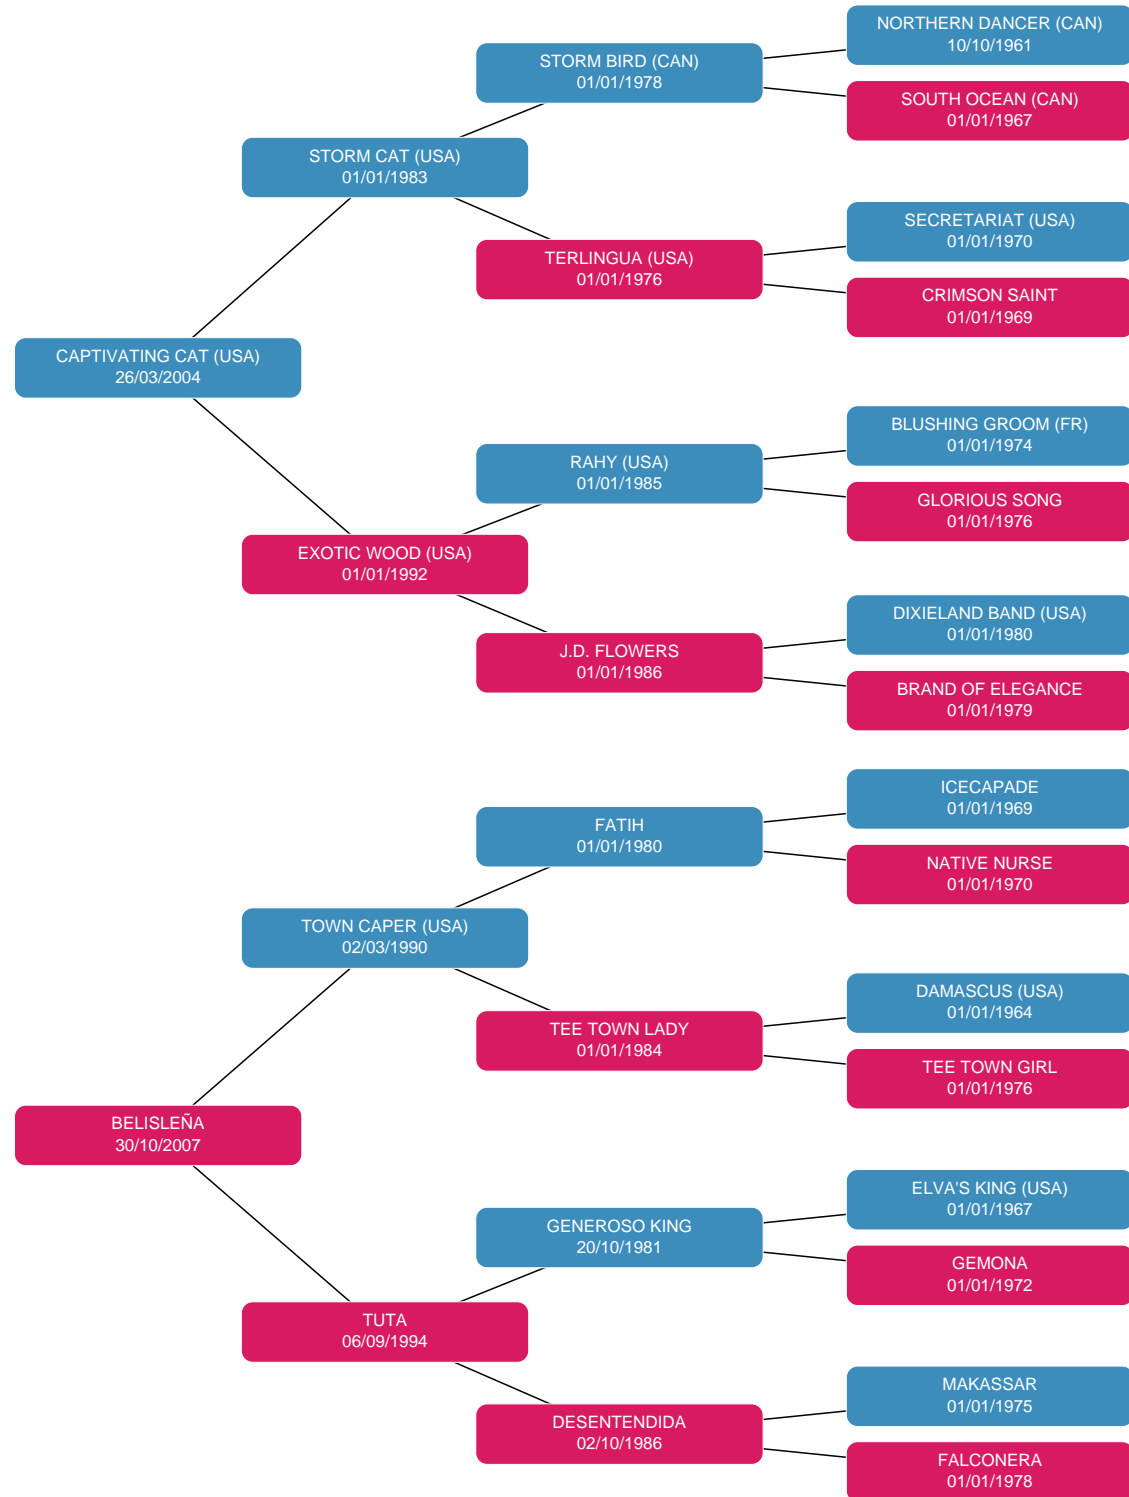 NORTHERN DANCER (CAN)
10/10/1961
STORM BIRD (CAN)
01/01/1978
SOUTH OCEAN (CAN)
01/01/1967
STORM CAT (USA)
01/01/1983
SECRETARIAT (USA)
01/01/1970
TERLINGUA (USA)
01/01/1976
CRIMSON SAINT
01/01/1969
CAPTIVATING CAT (USA)
26/03/2004
BLUSHING GROOM (FR)
01/01/1974
RAHY (USA)
01/01/1985
GLORIOUS SONG
01/01/1976
EXOTIC WOOD (USA)
01/01/1992
DIXIELAND BAND (USA)
01/01/1980
J.D. FLOWERS
01/01/1986
BRAND OF ELEGANCE
01/01/1979
ICECAPADE
01/01/1969
FATIH
01/01/1980
NATIVE NURSE
01/01/1970
TOWN CAPER (USA)
02/03/1990
DAMASCUS (USA)
01/01/1964
TEE TOWN LADY
01/01/1984
TEE TOWN GIRL
01/01/1976
BELISLEÑA
30/10/2007
ELVA'S KING (USA)
01/01/1967
GENEROSO KING
20/10/1981
GEMONA
01/01/1972
TUTA
06/09/1994
MAKASSAR
01/01/1975
DESENTENDIDA
02/10/1986
FALCONERA
01/01/1978